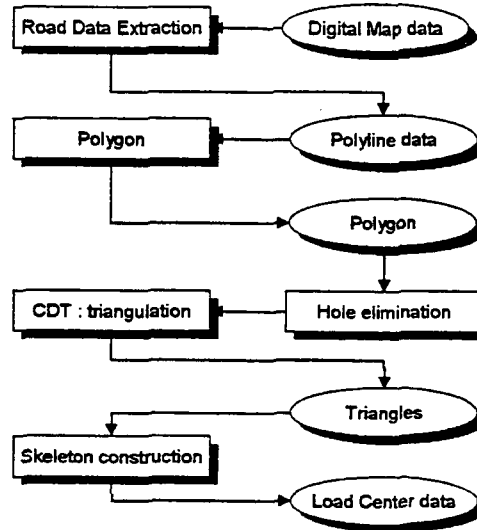 Road Data Extraction
Digital Map data
Polygon
Polyline data
Polygon
CDT : triangulation
Hole elimination
Triangles
Skeleton construction
Load Center data